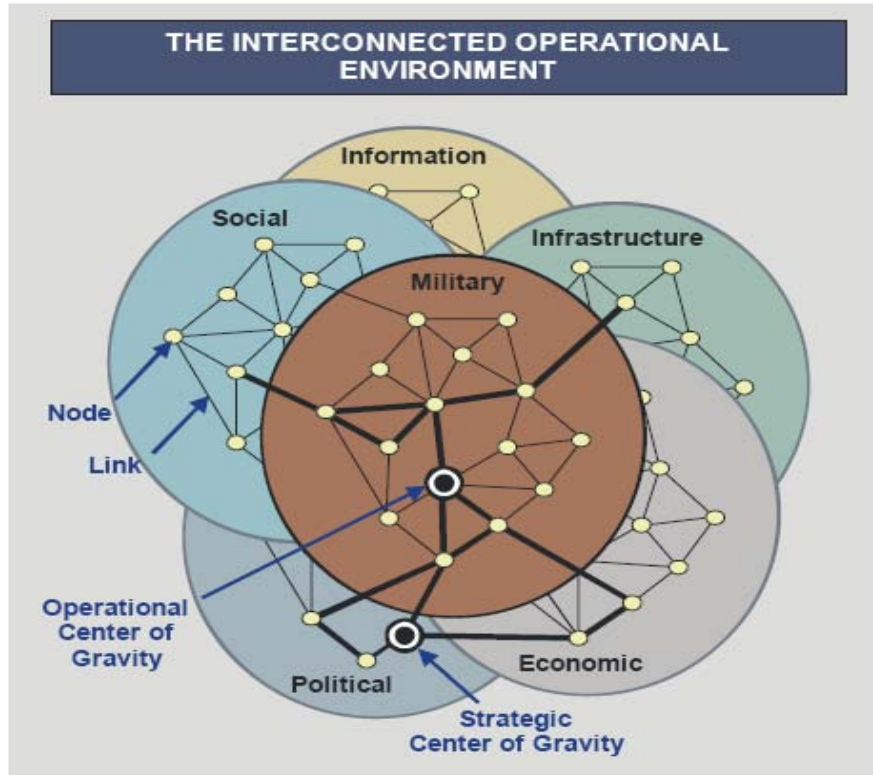 THE INTERCONNECTED OPERATIONAL
ENVIRONMENT
Information
Social
Infrastructure
Military
Node
Link
Operational
Center of
Gravity
Economic
Political
Strategic
Center of Gravity